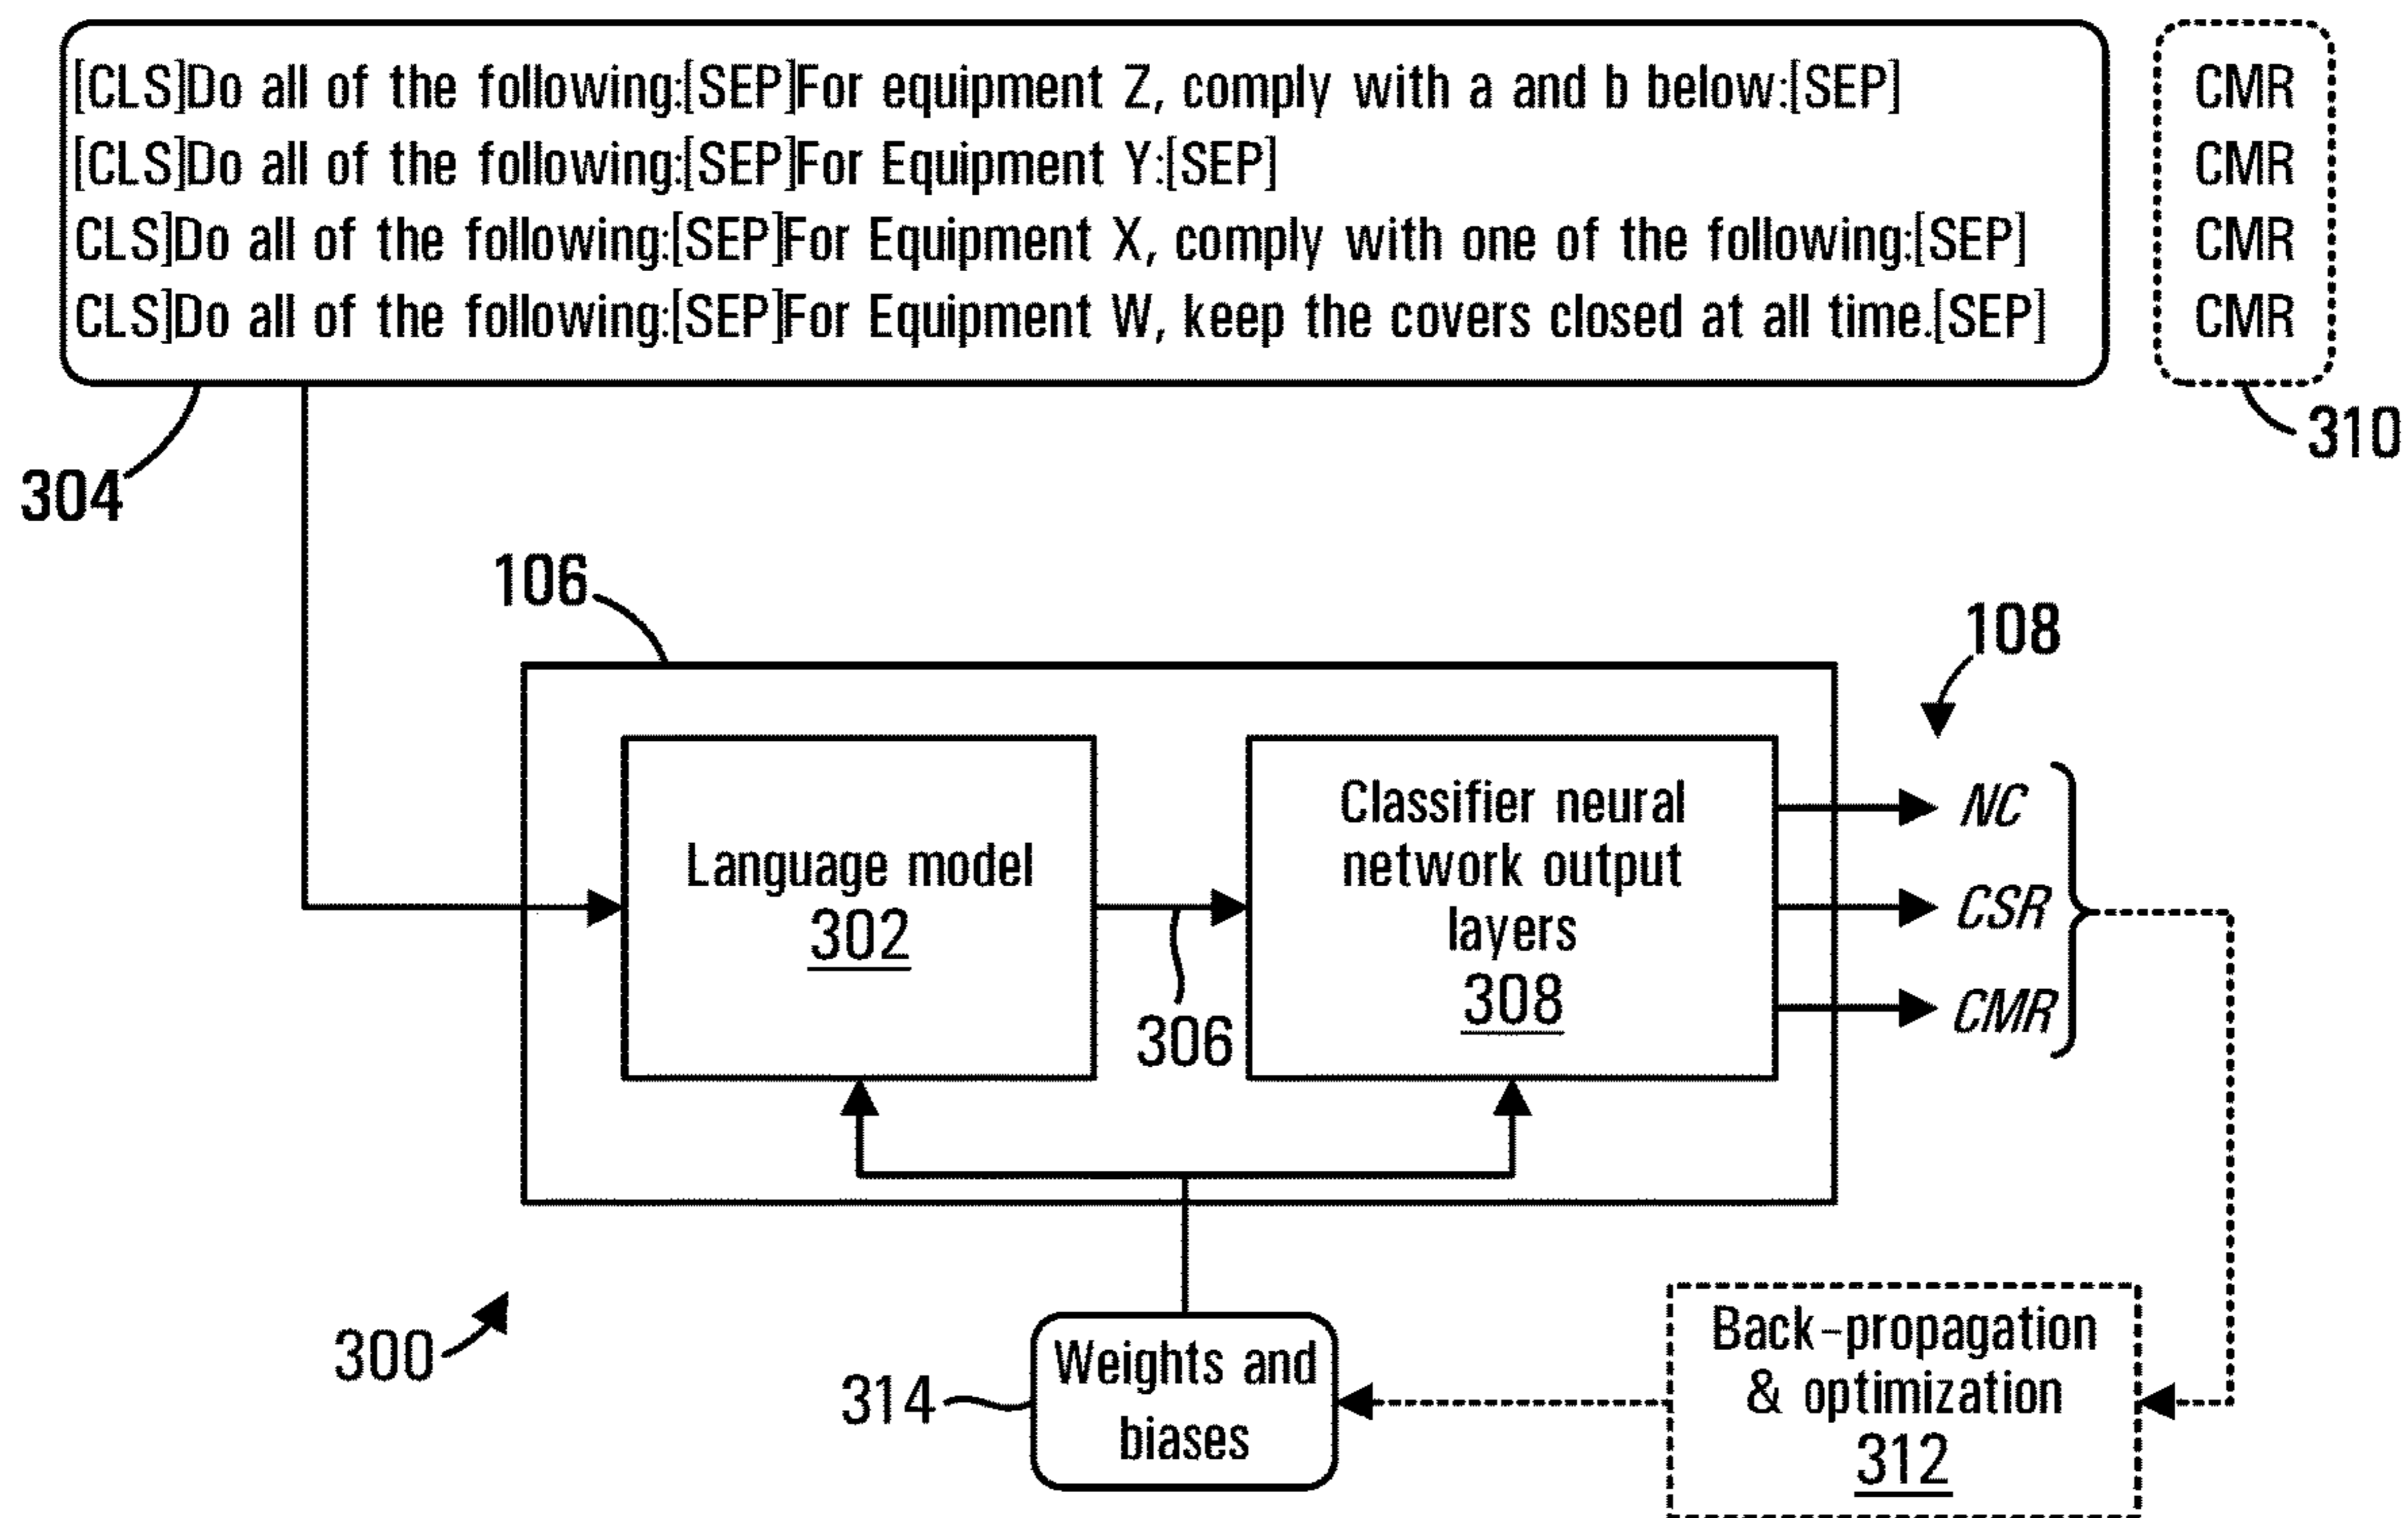 [CLS]Do all of the following:[SEP]For equipment Z, comply with a and b below:[SEP]
[CLS]Do all of the following:[SEP]For Equipment Y:[SEP]
CLS]Do all of the following:[SEP]For Equipment X, comply with one of the following:[SEP]
CLS]Do all of the following:[SEP]For Equipment W, keep the covers closed at all time.[SEP]
CMR
CMR
CMR
CMR
310
304
106
108
Language model
302
306
Classifier neural
network output
layers
308
NC
CSR
CMR
300
314
Weights and
biases
Back-propagation
& optimization
312